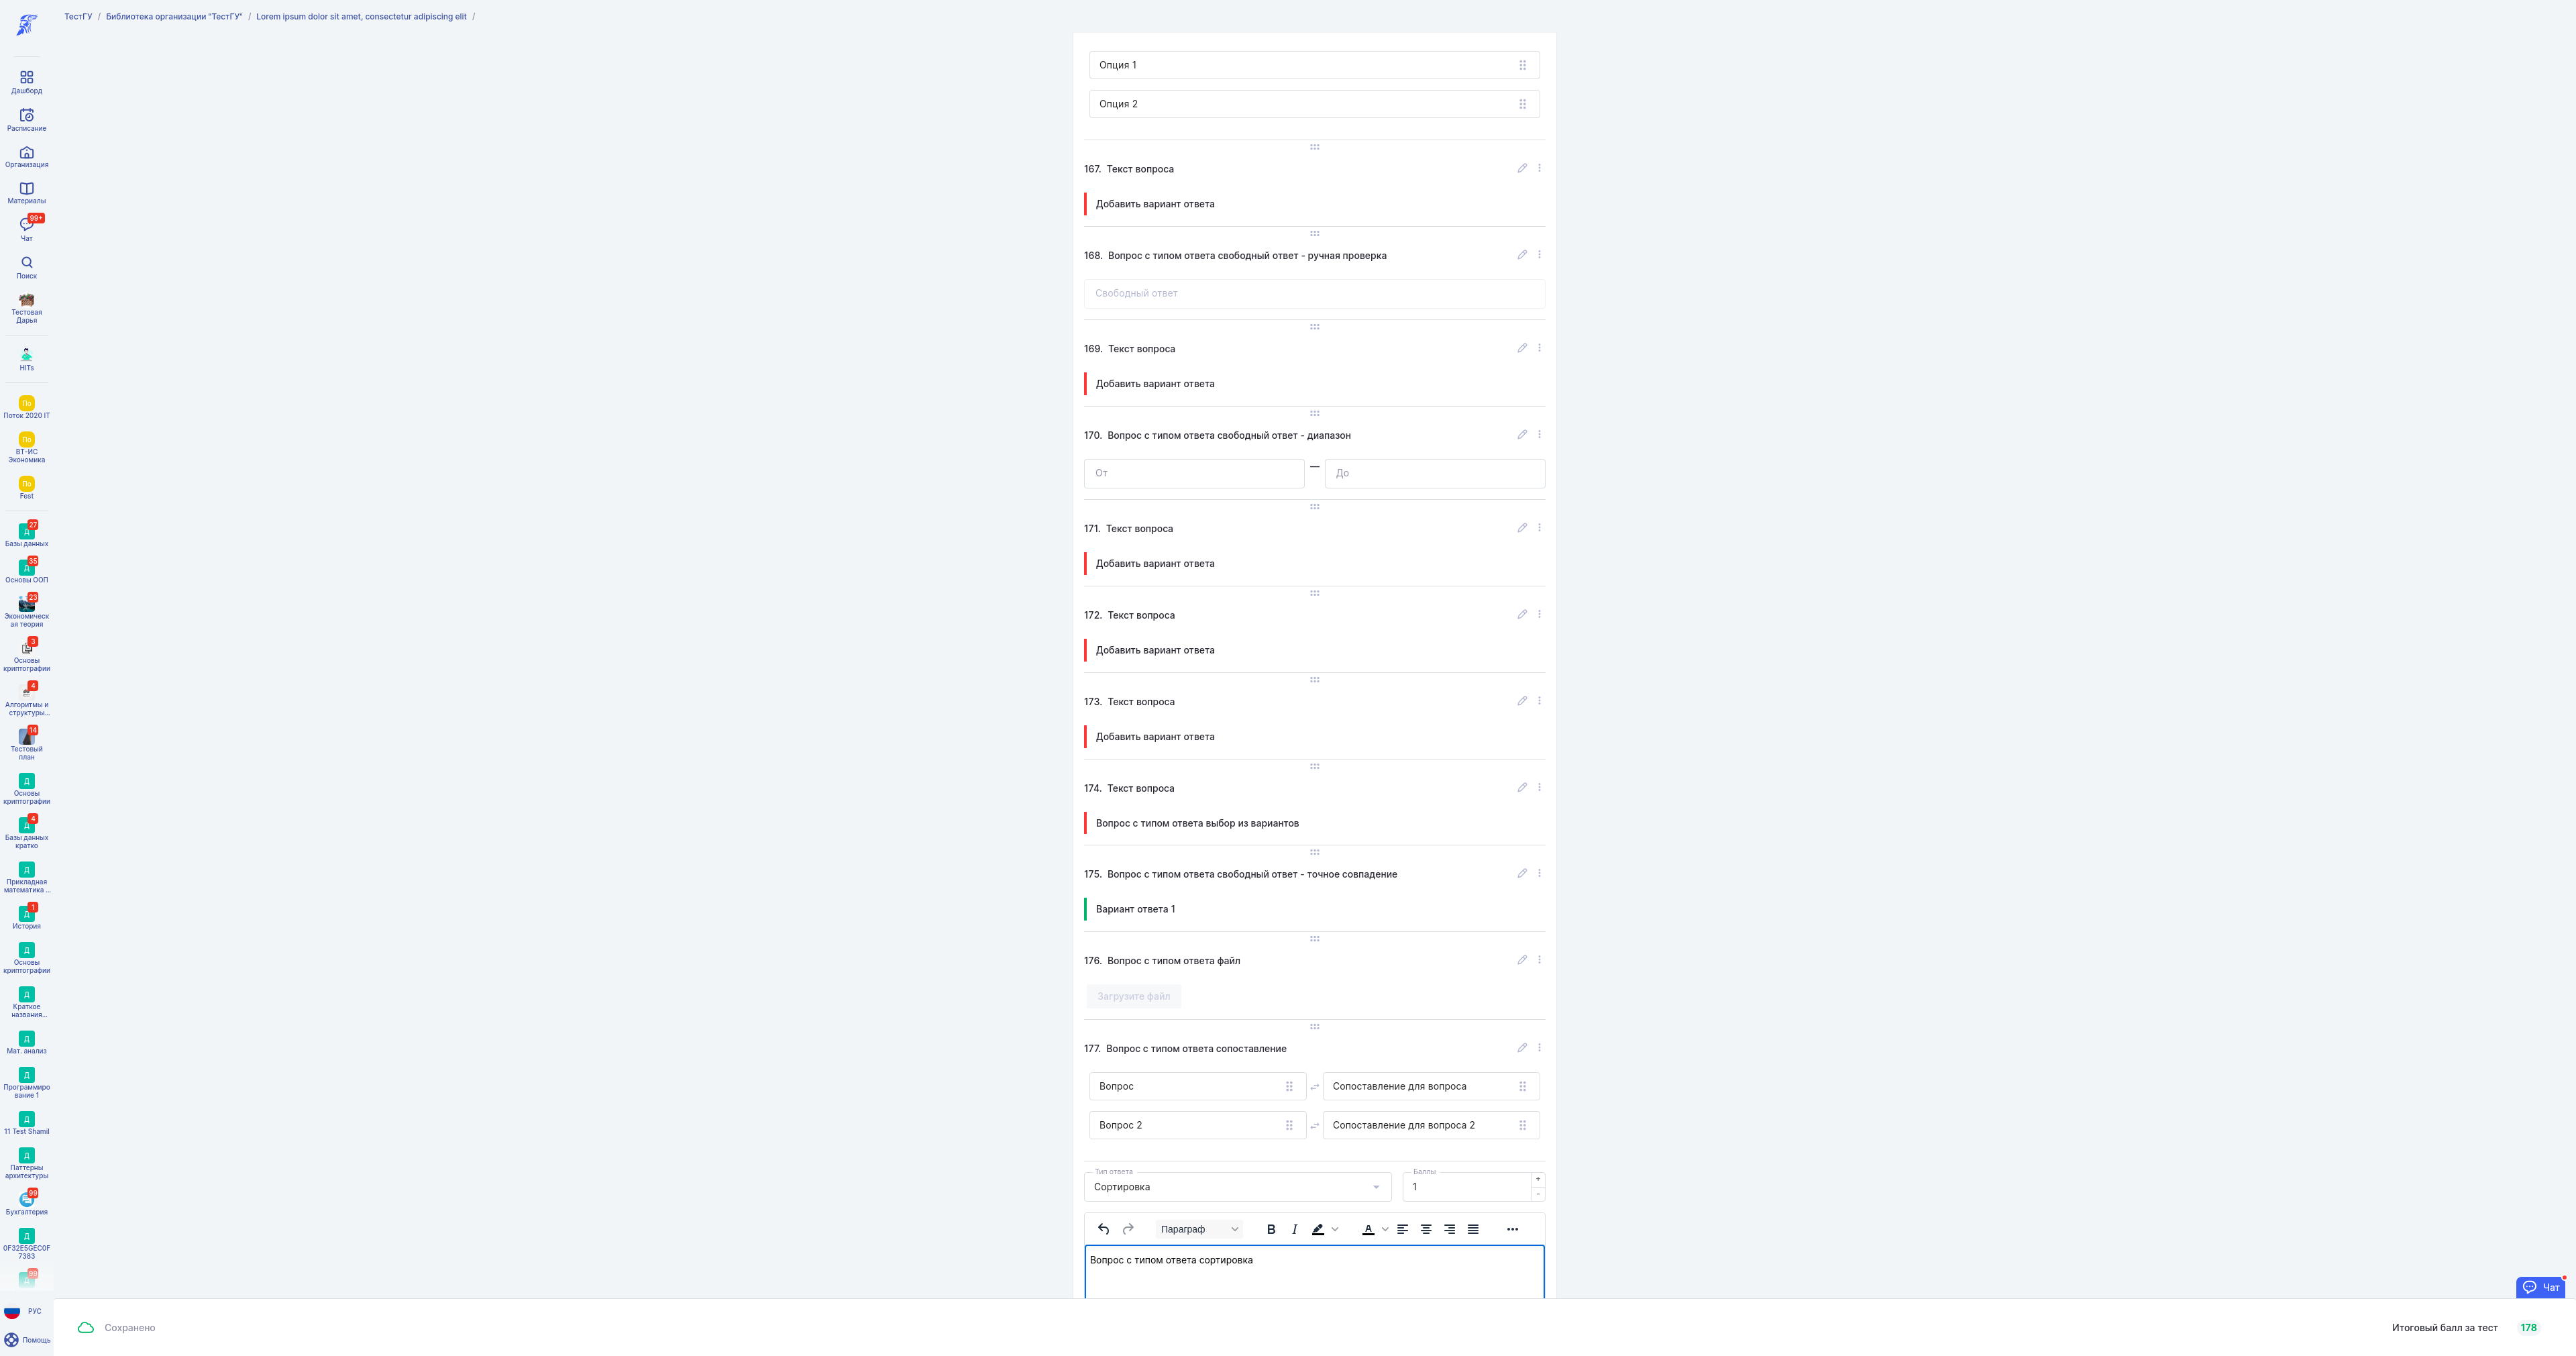 ТестГУ / Библиотека организации "ТестГУ" / Lorem ipsum dolor sit amet, consectetur adipiscing elit /
Дашборд
Расписание
Организация
Материалы
99+
Чат
Поиск
Тестовая
Дарья
HITs
По
Поток 2020 IT
По
ВТ-ИС
Экономика
По
Fest
27
Д
Базы данных
35
Д
Основы ООП
23
Экономическ
ая теория
3
Основы
криптографии
4
Алгоритмы и
структуры...
14
Тестовый
план
Д
Основы
криптографии
4
Д
Базы данных
кратко
Д
Прикладная
математика ...
1
Д
История
Д
Основы
криптографии
Д
Краткое
названия...
Д
Мат. анализ
Д
Программиро
вание 1
Д
11 Test Shamil
Д
Паттерны
архитектуры
99
Бухгалтерия
Д
0F32E5GEC0F
7383
99
Д
РУС
Помощь
Опция 1
Опция 2
167. Текст вопроса
Добавить вариант ответа
168. Вопрос с типом ответа свободный ответ - ручная проверка
Свободный ответ
169. Текст вопроса
Добавить вариант ответа
170. Вопрос с типом ответа свободный ответ - диапазон
От — До
171. Текст вопроса
Добавить вариант ответа
172. Текст вопроса
Добавить вариант ответа
173. Текст вопроса
Добавить вариант ответа
174. Текст вопроса
Вопрос с типом ответа выбор из вариантов
175. Вопрос с типом ответа свободный ответ - точное совпадение
Вариант ответа 1
176. Вопрос с типом ответа файл
Загрузите файл
177. Вопрос с типом ответа сопоставление
Вопрос Сопоставление для вопроса
Вопрос 2 Сопоставление для вопроса 2
Тип ответа Баллы
Сортировка 1 + -
Параграф B I A
Вопрос с типом ответа сортировка
Чат
Сохранено
Итоговый балл за тест 178